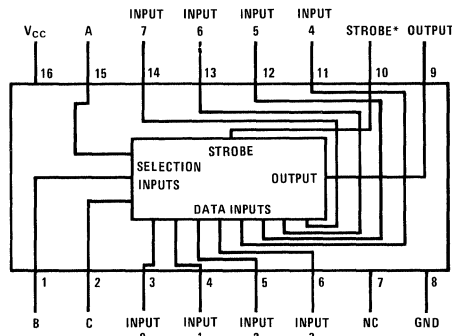 INPUT INPUT INPUT INPUT
VCC A 7 6 5 4 STROBE* OUTPUT
16 15 14 13 12 11 10 9
STROBE
SELECTION
INPUTS
OUTPUT
DATA INPUTS
1 2 3 4 5 6 7 8
B C INPUT INPUT INPUT INPUT NC GND